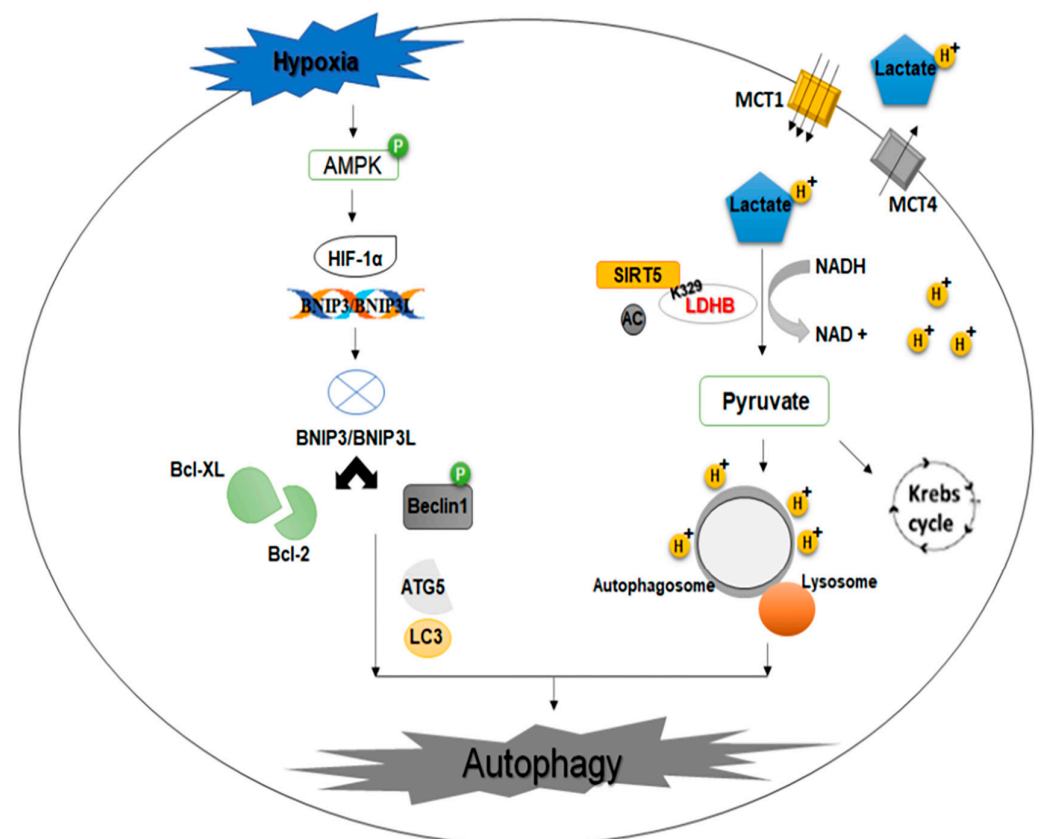 Hypoxia
P
AMPK
HIF-1α
BNIP3/BNIP3L
BNIP3/BNIP3L
Bcl-XL
Bcl-2
P
Beclin1
ATG5
LC3
MCT1
Lactate
H+
MCT4
Lactate
H+
SIRT5
K329
LDHB
AC
NADH
NAD +
H+
H+
H+
Pyruvate
H+
H+
H+
H+
Autophagosome
Lysosome
Krebs
cycle
Autophagy